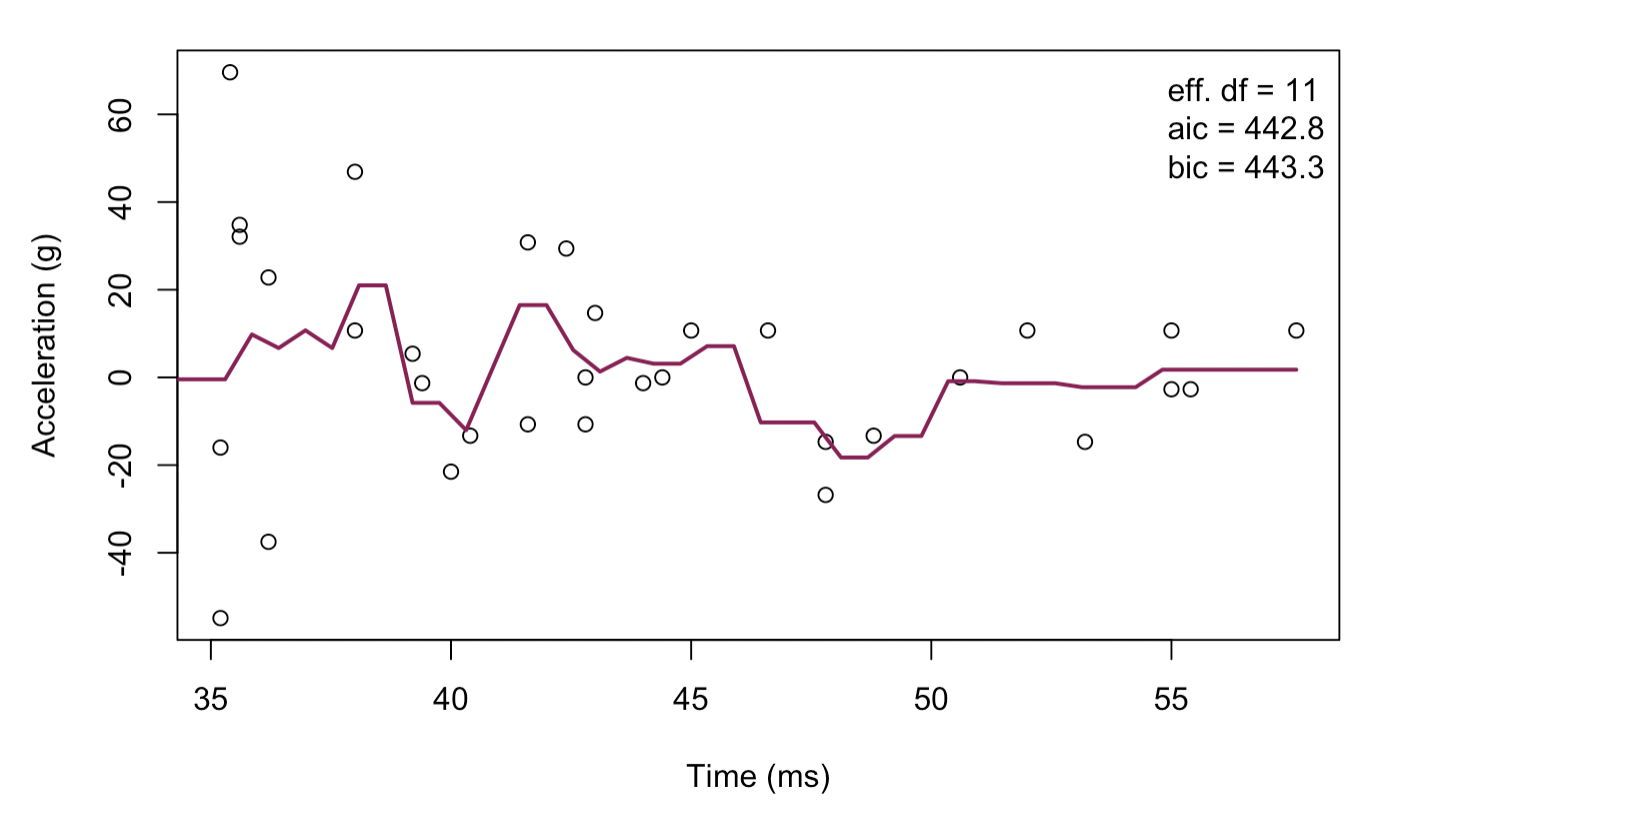 eff. df = 11
aic = 442.8
bic = 443.3
60
40
20
0
-20
-40
Acceleration (g)
35 40 45 50 55
Time (ms)